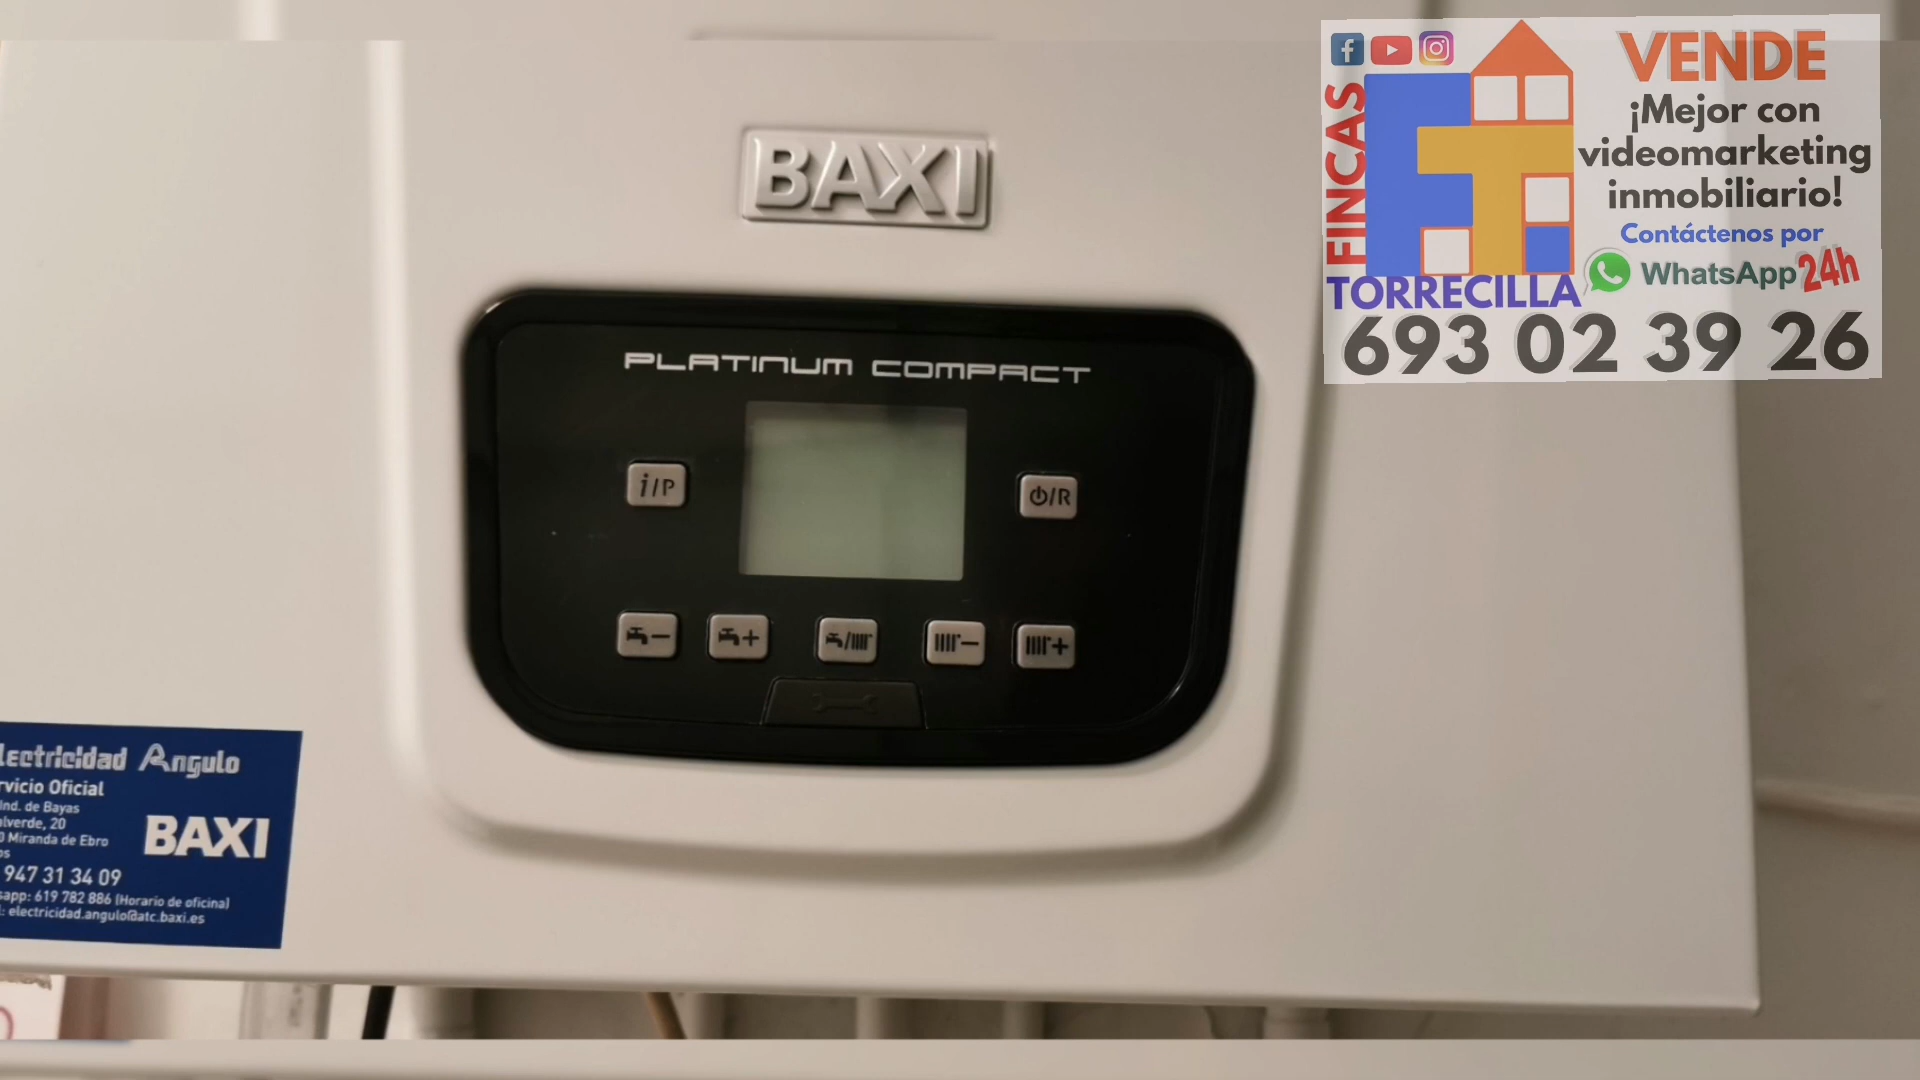 BAXI
PLATINUM COMPACT
i/P
/R
FINCAS
TORRECILLA
VENDE
¡Mejor con
videomarketing
inmobiliario!
Contáctenos por
WhatsApp 24h
693 02 39 26
lectricidad Angulo
rvicio Oficial
Ind. de Bayas
lverde, 20
0 Miranda de Ebro
os
BAXI
947 31 34 09
sapp: 619 782 886 (Horario de oficina)
l: electricidad.angulo@atc.baxi.es